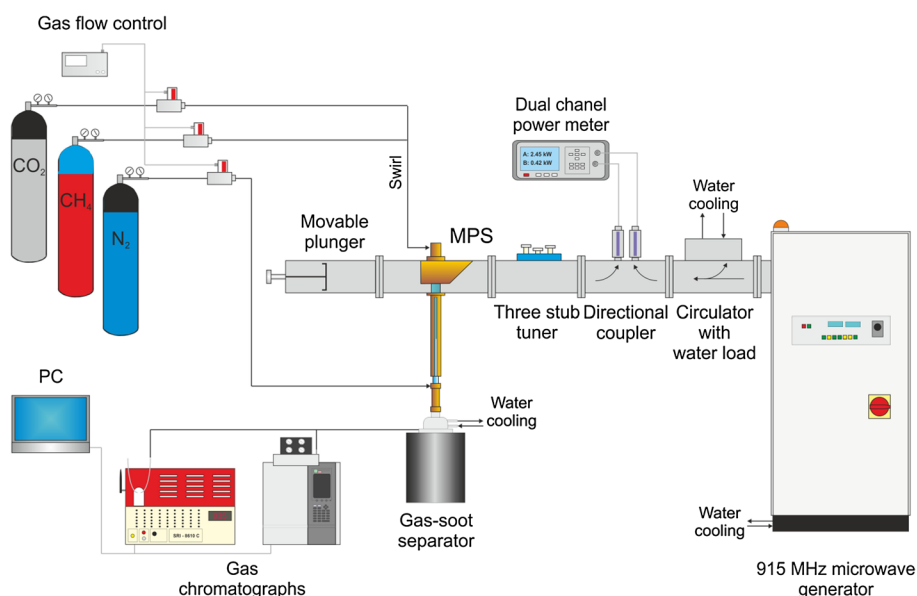 Gas flow control
CO2
CH4
N2
Swirl
Movable
plunger
MPS
Dual chanel
power meter
A: 2.45 kW
B: 0.42 kW
Water
cooling
Three stub
tuner
Directional
coupler
Circulator
with
water load
PC
Water
cooling
Gas-soot
separator
SRI - 8610 C
Gas
chromatographs
Water
cooling
915 MHz microwave
generator